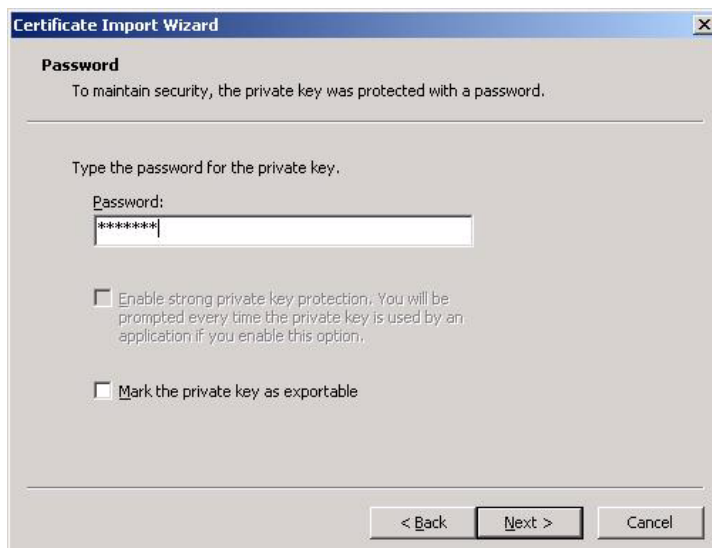 Certificate Import Wizard
Password
To maintain security, the private key was protected with a password.
Type the password for the private key.
Password:
*******
Enable strong private key protection. You will
be prompted every time the private key is used by an
application if you enable this option.
Mark the private key as exportable
< Back Next > Cancel